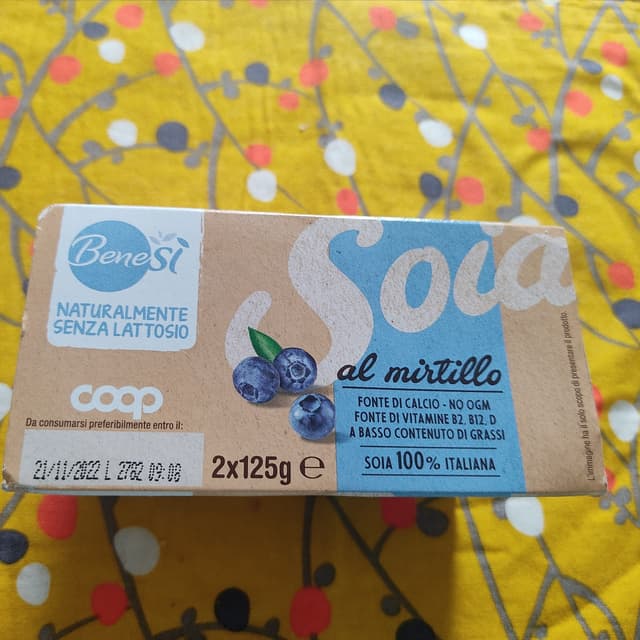 BeneSì
NATURALMENTE
SENZA LATTOSIO
coop
Da consumarsi preferibilmente entro il:
21/11/2022 L 2762 09:08
2x125g ℮
Soia
al mirtillo
FONTE DI CALCIO - NO OGM
FONTE DI VITAMINE B2, B12, D
A BASSO CONTENUTO DI GRASSI
SOIA 100% ITALIANA
L'immagine ha il solo scopo di presentare il prodotto.